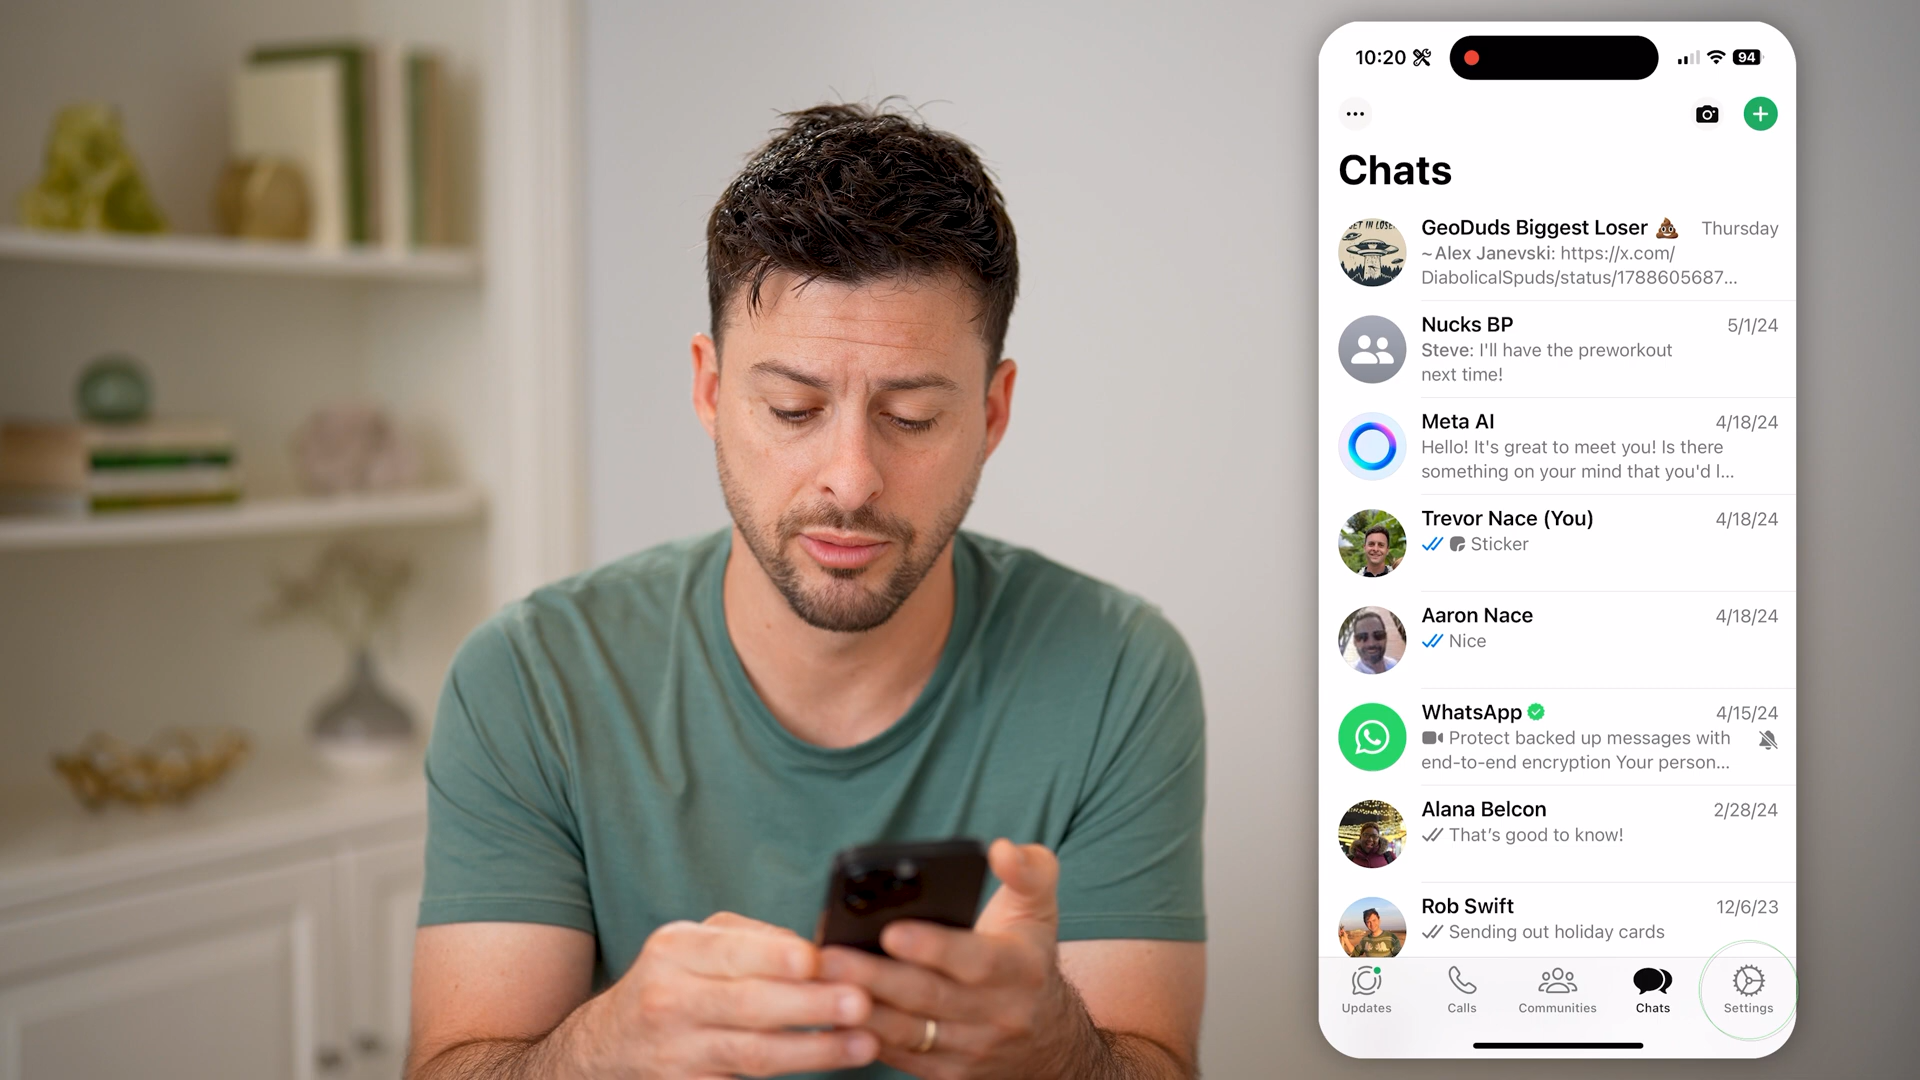 10:20
94
Chats
GeoDuds Biggest Loser 💩 Thursday
~Alex Janevski: https://x.com/
DiabolicalSpuds/status/1788605687...
Nucks BP 5/1/24
Steve: I'll have the preworkout
next time!
Meta AI 4/18/24
Hello! It's great to meet you! Is there
something on your mind that you'd l...
Trevor Nace (You) 4/18/24
Sticker
Aaron Nace 4/18/24
Nice
WhatsApp 4/15/24
Protect backed up messages with
end-to-end encryption Your person...
Alana Belcon 2/28/24
That's good to know!
Rob Swift 12/6/23
Sending out holiday cards
Updates Calls Communities Chats Settings